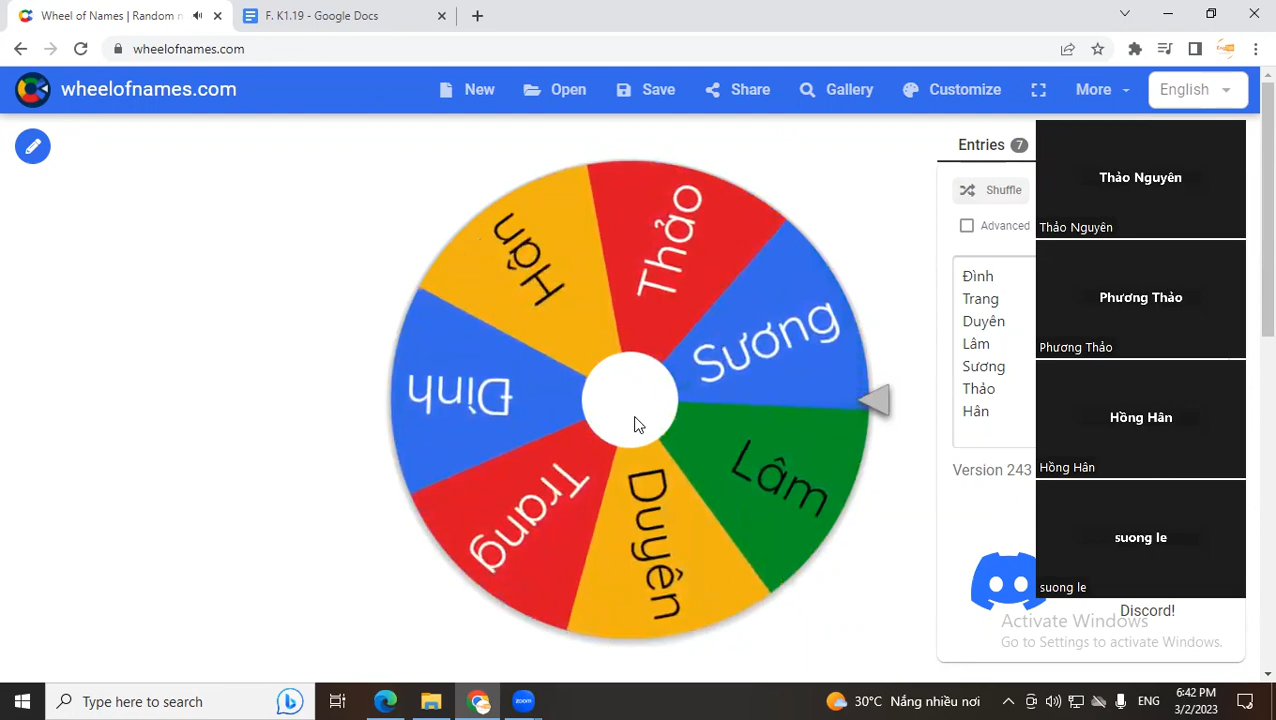 Wheel of Names | Random n
F. K1.19 - Google Docs
wheelofnames.com
wheelofnames.com
New
Open
Save
Share
Gallery
Customize
More
English
Entries 7
Shuffle
Advanced
Đình
Trang
Duyên
Lâm
Sương
Thảo
Hân
Version 243
Thảo
Sương
Lâm
Duyên
Trang
Đình
Hân
Thảo Nguyên
Thảo Nguyên
Phương Thảo
Phương Thảo
Hồng Hân
Hồng Hân
suong le
suong le
Discord!
Activate Windows
Go to Settings to activate Windows.
Type here to search
zoom
30°C Nắng nhiều nơi
ENG
6:42 PM
3/2/2023